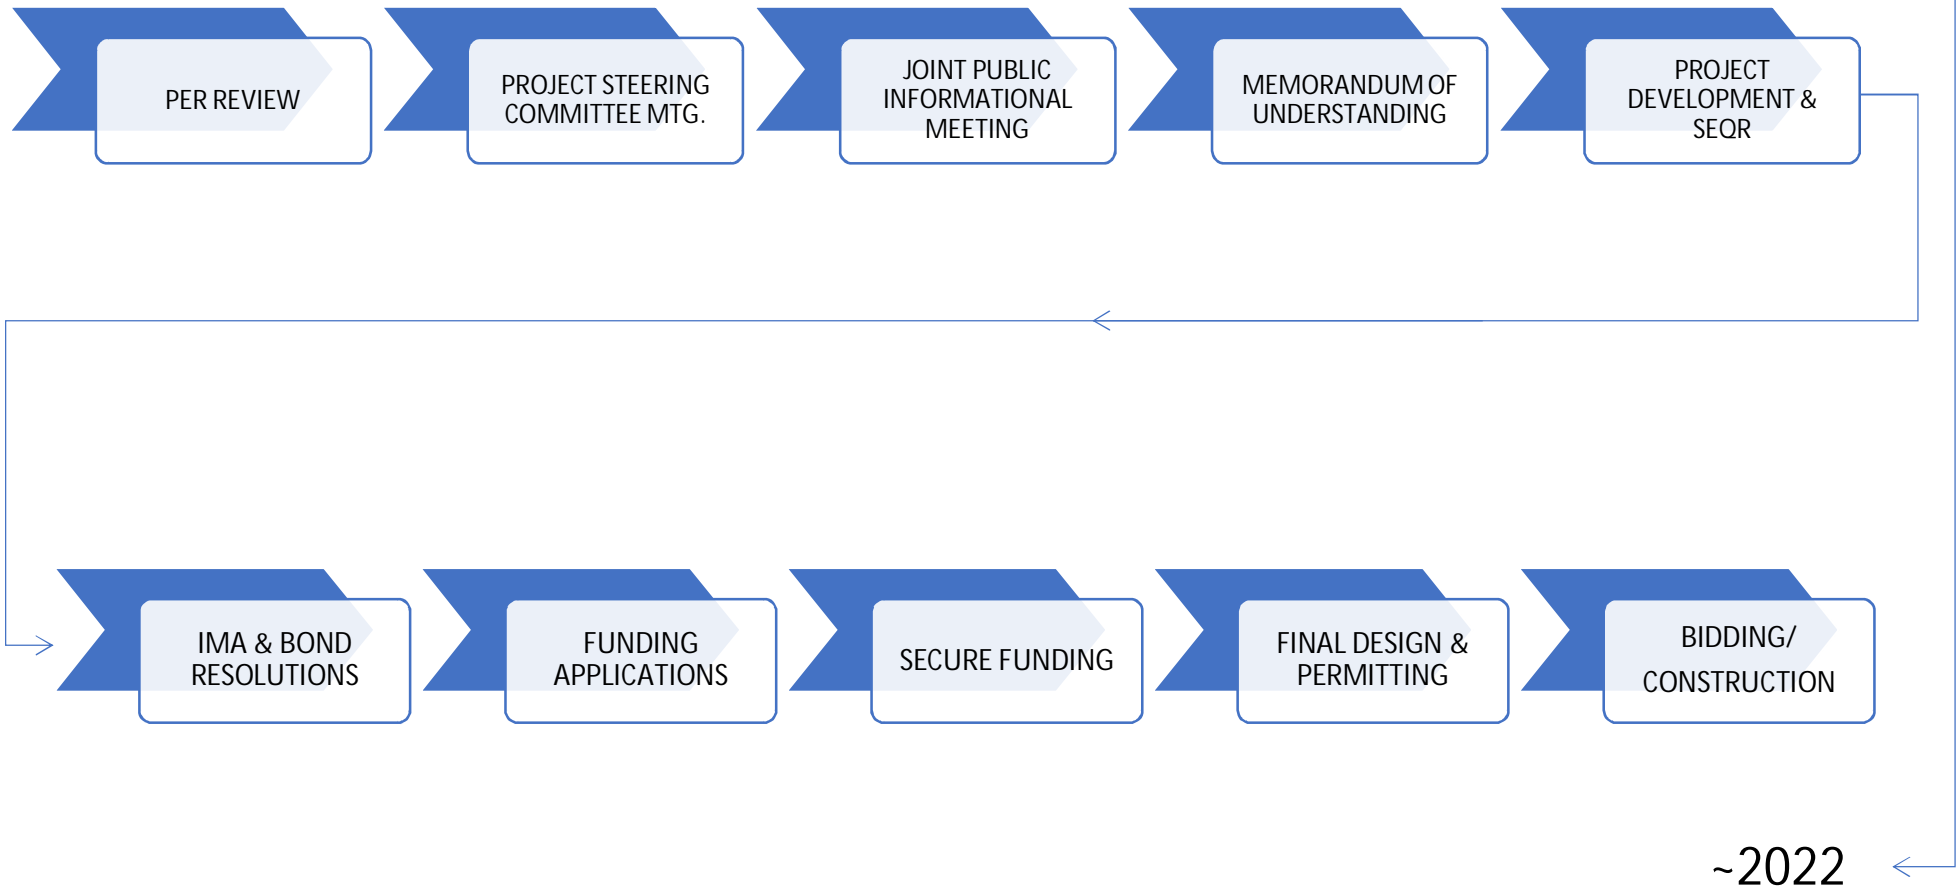 PER REVIEW
PROJECT STEERING
COMMITTEE MTG.
JOINT PUBLIC
INFORMATIONAL
MEETING
MEMORANDUM OF
UNDERSTANDING
PROJECT
DEVELOPMENT &
SEQR
IMA & BOND
RESOLUTIONS
FUNDING
APPLICATIONS
SECURE FUNDING
FINAL DESIGN &
PERMITTING
BIDDING/
CONSTRUCTION
~2022